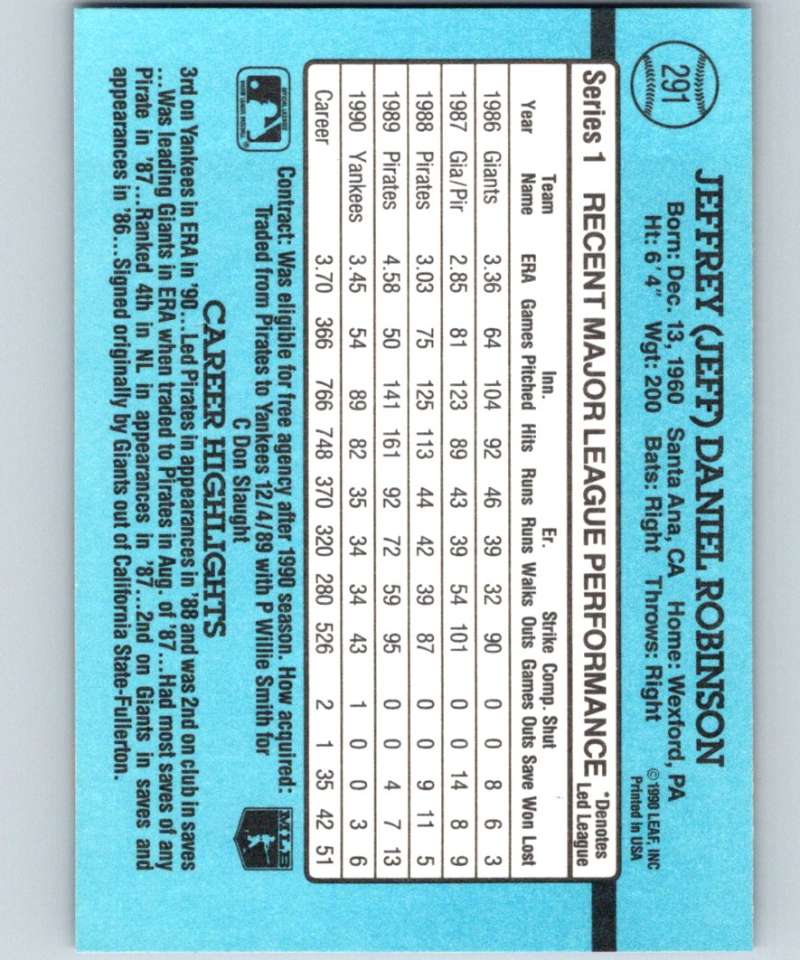 291
JEFFREY (JEFF) DANIEL ROBINSON
Born: Dec. 13, 1960 Santa Ana, CA Home: Wexford, PA
Ht: 6'4" Wgt: 200 Bats: Right Throws: Right
©1990 LEAF, INC
Printed in USA
Series 1 RECENT MAJOR LEAGUE PERFORMANCE *Denotes Led League
Year Team Name ERA Games Inn. Pitched Hits Runs Er. Runs Walks Strike Outs Comp. Games Shut Outs Save Won Lost
1986 Giants 3.36 64 104 92 46 39 32 90 0 0 8 6 3
1987 Gia/Pir 2.85 81 123 89 43 39 54 101 0 0 14 8 9
1988 Pirates 3.03 75 125 113 44 42 39 87 0 0 9 11 5
1989 Pirates 4.58 50 141 161 92 72 59 95 0 0 4 7 13
1990 Yankees 3.45 54 89 82 35 34 34 43 1 0 0 3 6
Career 3.70 366 766 748 370 320 280 526 2 1 35 42 51
Contract: Was eligible for free agency after 1990 season. How acquired:
Traded from Pirates to Yankees 12/4/89 with P Willie Smith for
C Don Slaught
MLB
CAREER HIGHLIGHTS
3rd on Yankees in ERA in '90...Led Pirates in appearances in '88 and was 2nd on club in saves
...Was leading Giants in ERA when traded to Pirates in Aug. of '87...Had most saves of any
Pirate in '87...Ranked 4th in NL in appearances in '87...2nd on Giants in saves and
appearances in '86...Signed originally by Giants out of California State-Fullerton.